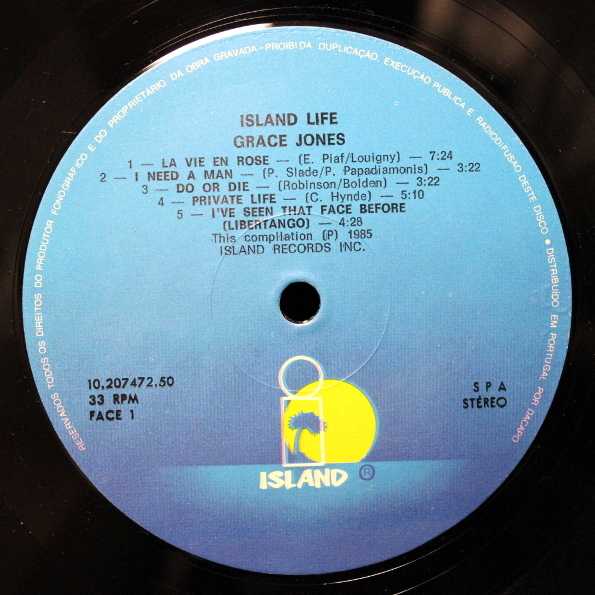 RESERVADOS TODOS OS DIREITOS DO PRODUTOR FONOGRÁFICO E DO PROPRIETÁRIO DA OBRA GRAVADA - PROIBIDA DUPLICAÇÃO, EXECUÇÃO PUBLICA E RADIODIFUSÃO DESTE DISCO • DISTRIBUÍDO EM PORTUGAL POR DACAPO
ISLAND LIFE
GRACE JONES
1 — LA VIE EN ROSE — (E. Piaf/Louigny) — 7:24
2 — I NEED A MAN — (P. Slade/P. Papadiamonis) — 3:22
3 — DO OR DIE — (Robinson/Bolden) — 3:22
4 — PRIVATE LIFE — (C. Hynde) — 5:10
5 — I'VE SEEN THAT FACE BEFORE
(LIBERTANGO) — 4:28
This compilation (P) 1985
ISLAND RECORDS INC.
10.207472.50
33 RPM
FACE 1
S P A
STÉREO
ISLAND ®